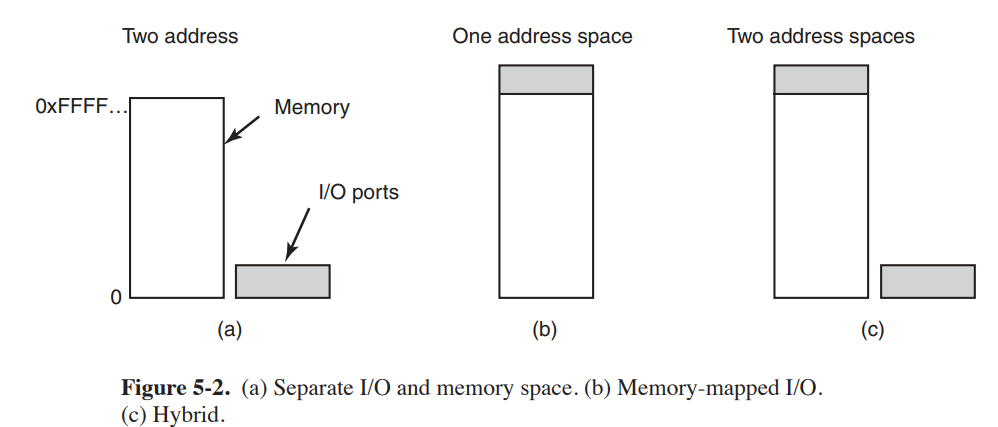 Two address
One address space
Two address spaces
0xFFFF…
Memory
I/O ports
0
(a)
(b)
(c)
Figure 5-2. (a) Separate I/O and memory space. (b) Memory-mapped I/O.
(c) Hybrid.